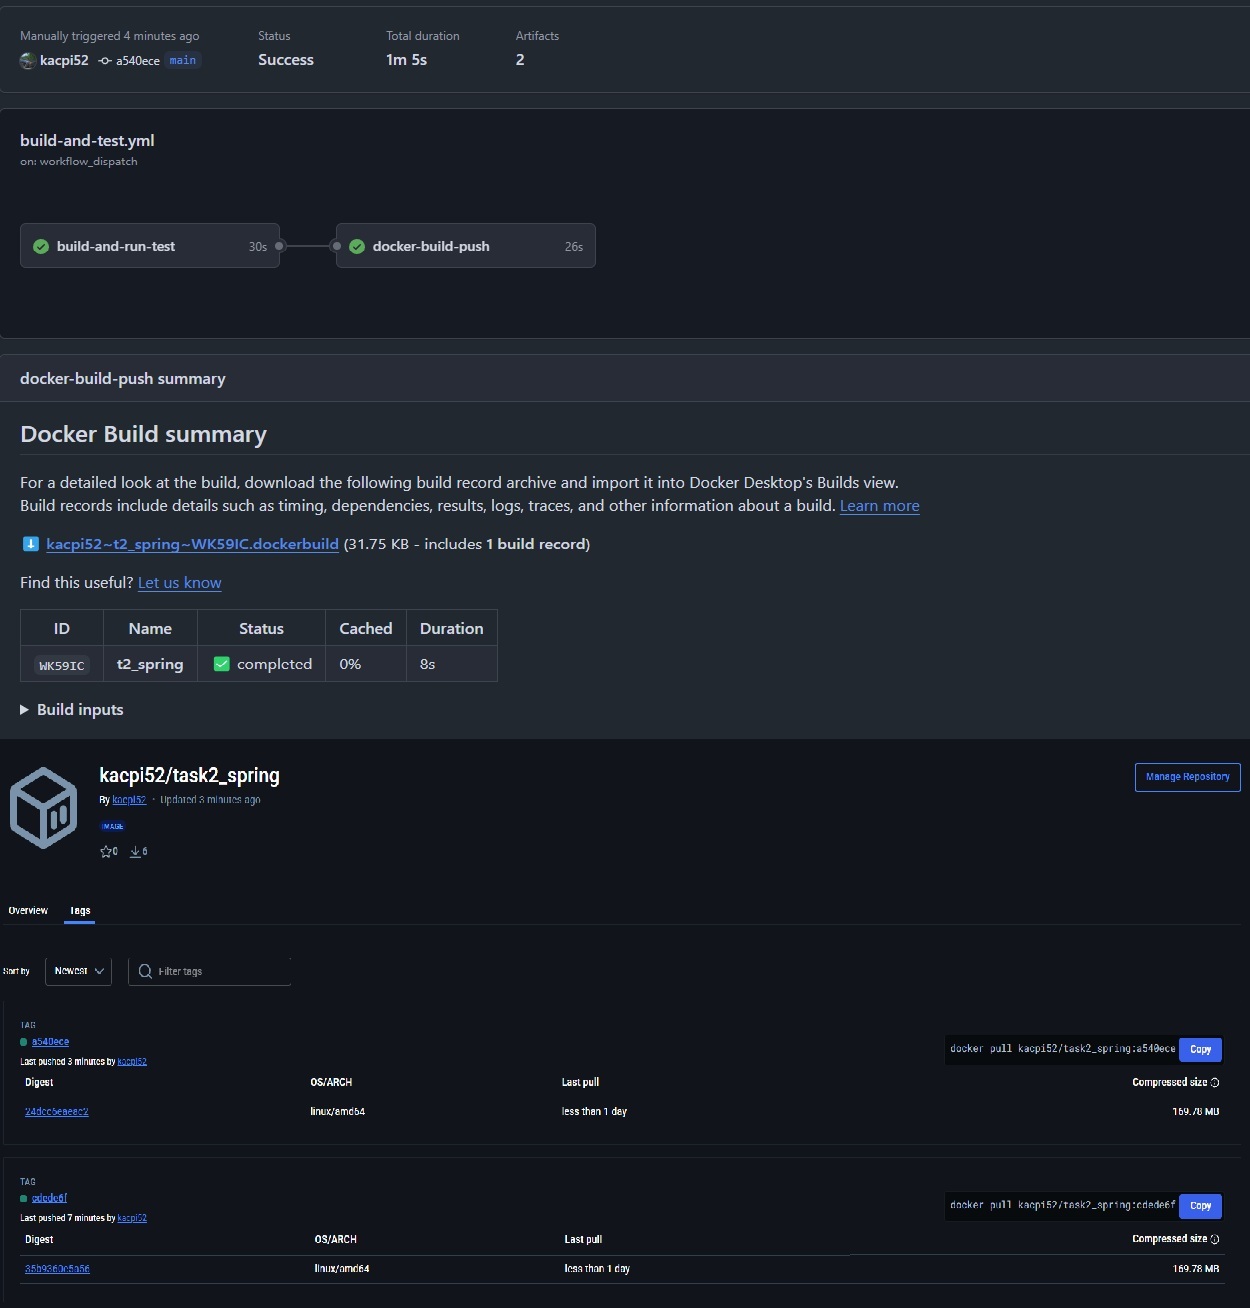 Manually triggered 4 minutes ago
Status
Total duration
Artifacts
kacpi52 a540ece main
Success
1m 5s
2
build-and-test.yml
on: workflow_dispatch
build-and-run-test 30s
docker-build-push 26s
docker-build-push summary
Docker Build summary
For a detailed look at the build, download the following build record archive and import it into Docker Desktop's Builds view.
Build records include details such as timing, dependencies, results, logs, traces, and other information about a build. Learn more
kacpi52~t2_spring~WK59IC.dockerbuild (31.75 KB - includes 1 build record)
Find this useful? Let us know
ID Name Status Cached Duration
WK59IC t2_spring completed 0% 8s
Build inputs
kacpi52/task2_spring
Manage Repository
By kacpi52 · Updated 3 minutes ago
IMAGE
0 6
Overview Tags
Sort by Newest Filter tags
TAG
a540ece
docker pull kacpi52/task2_spring:a540ece Copy
Last pushed 3 minutes by kacpi52
Digest OS/ARCH Last pull Compressed size
24dcc6eaeac2 linux/amd64 less than 1 day 169.78 MB
TAG
cdede6f
docker pull kacpi52/task2_spring:cdede6f Copy
Last pushed 7 minutes by kacpi52
Digest OS/ARCH Last pull Compressed size
35b9360e5a56 linux/amd64 less than 1 day 169.78 MB